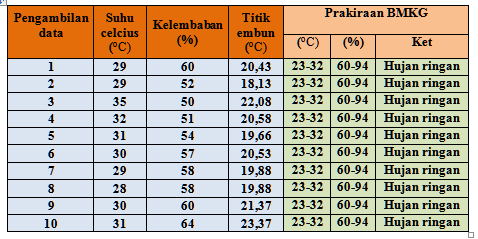 Pengambilan data Suhu celcius (°C) Kelembaban (%) Titik embun (°C) Prakiraan BMKG
(°C) (%) Ket
1 29 60 20,43 23-32 60-94 Hujan ringan
2 29 52 18,13 23-32 60-94 Hujan ringan
3 35 50 22,08 23-32 60-94 Hujan ringan
4 32 51 20,58 23-32 60-94 Hujan ringan
5 31 54 19,66 23-32 60-94 Hujan ringan
6 30 57 20,53 23-32 60-94 Hujan ringan
7 29 58 19,88 23-32 60-94 Hujan ringan
8 28 58 19,88 23-32 60-94 Hujan ringan
9 30 60 21,37 23-32 60-94 Hujan ringan
10 31 64 23,37 23-32 60-94 Hujan ringan